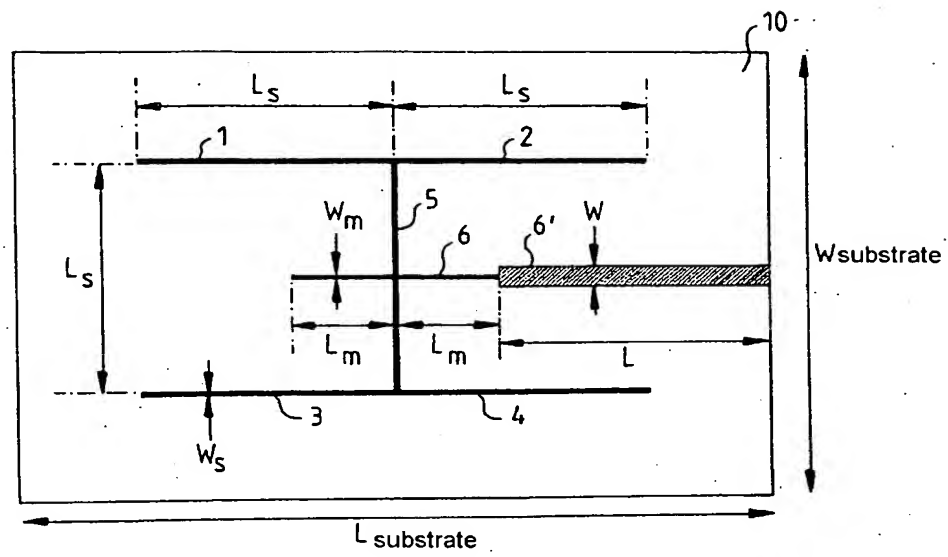 10
Ls Ls
1 2
Wm 5 6 W 6'
Ls
Wsubstrate
Lm Lm L
3 4
Ws
Lsubstrate